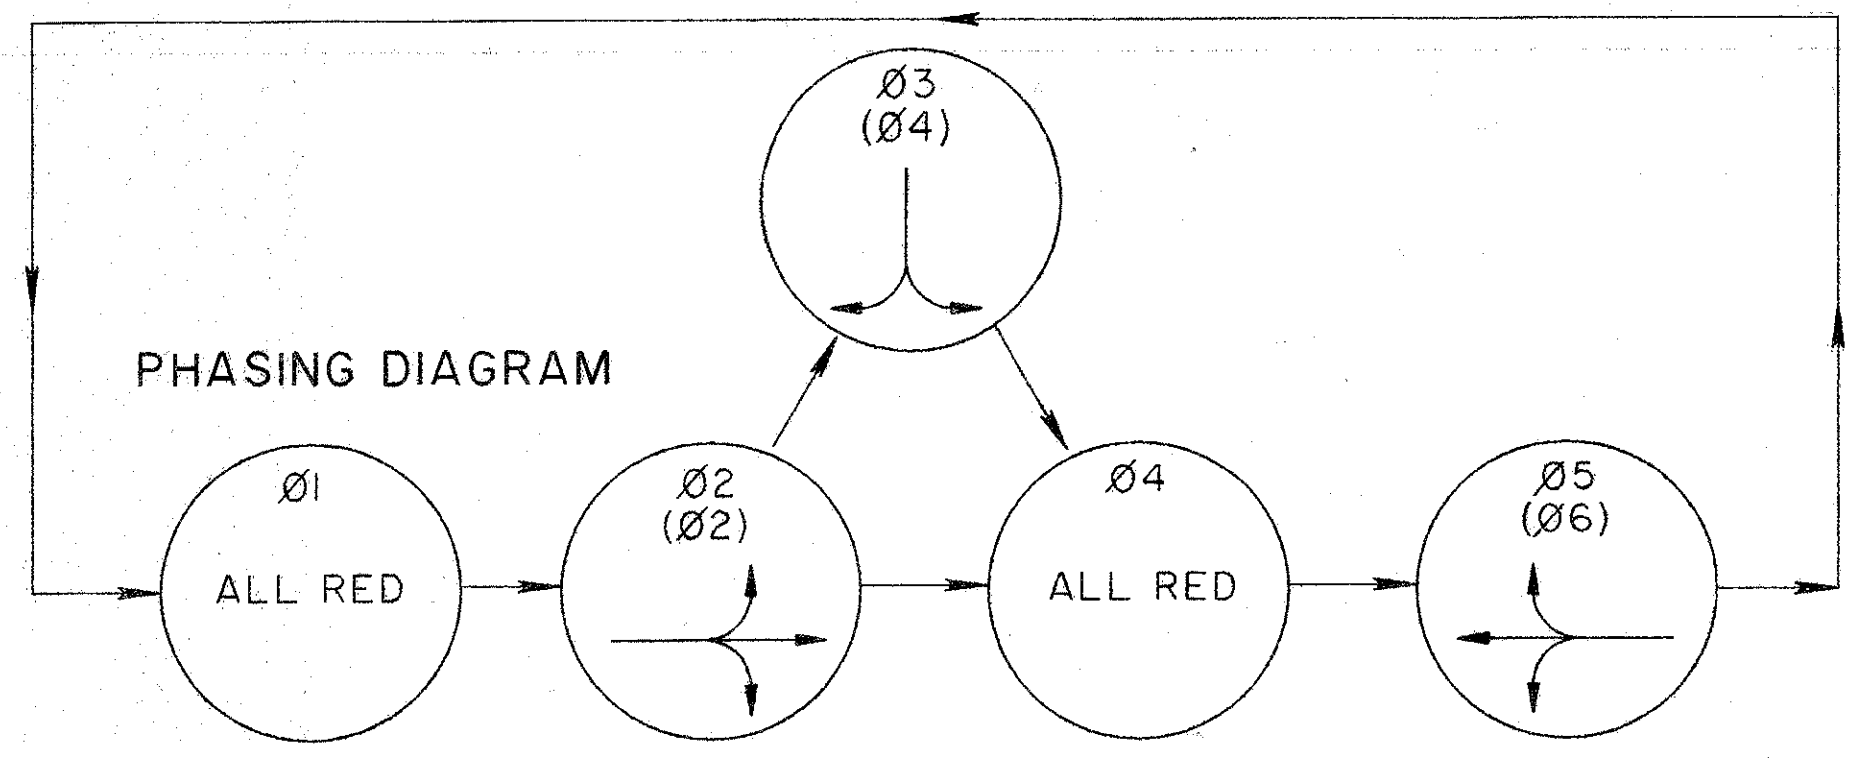 Ø3
(Ø4)
PHASING DIAGRAM
Ø1
ALL RED
Ø2
(Ø2)
Ø4
ALL RED
Ø5
(Ø6)